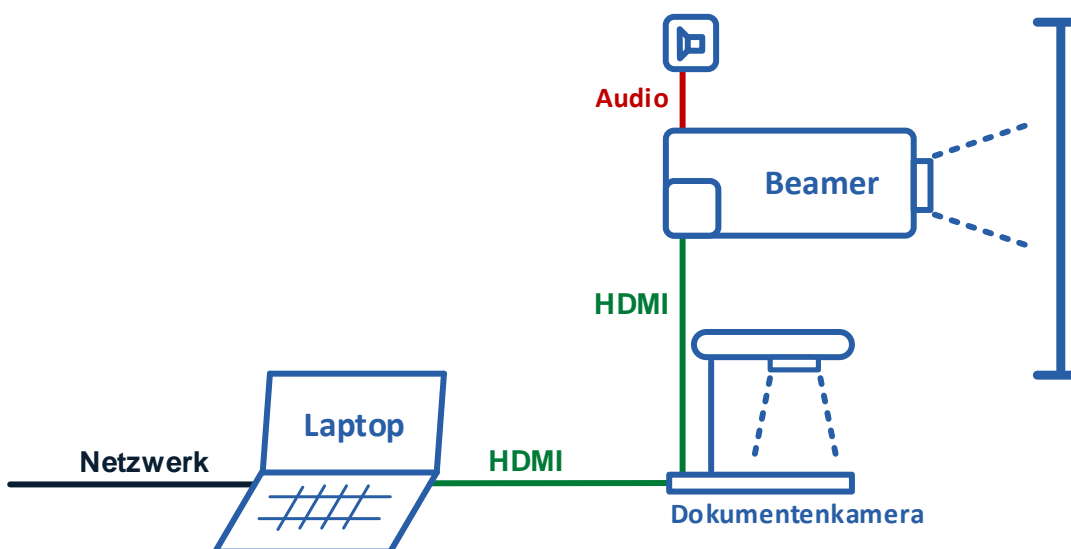 Audio
Beamer
HDMI
Laptop
Netzwerk
HDMI
Dokumentenkamera